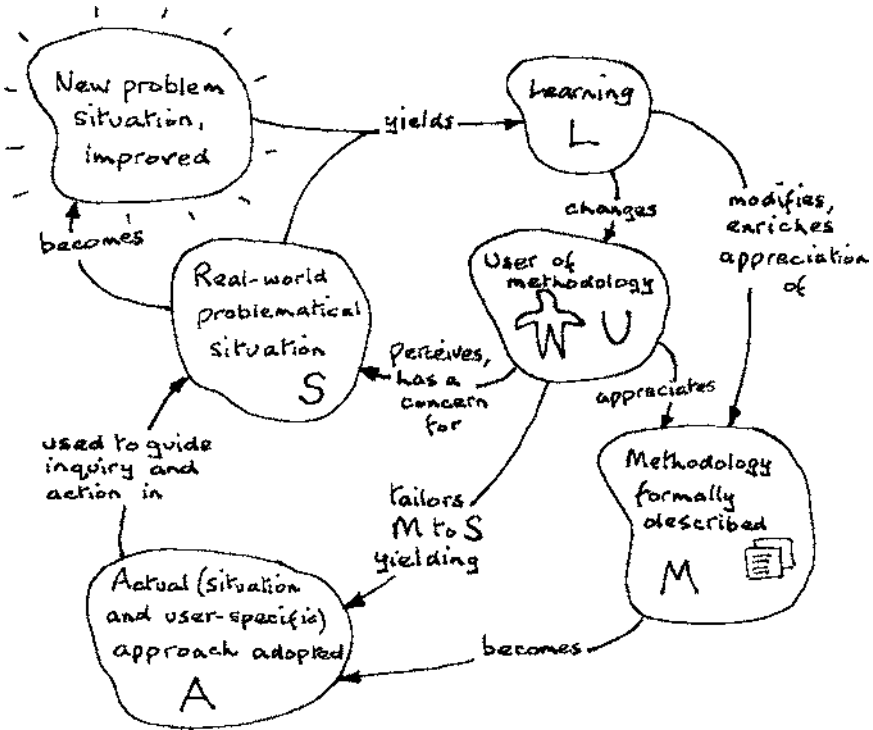 New problem
situation,
improved
yields
Learning
L
becomes
changes
modifies,
enriches
appreciation
of
Real-world
problematical
situation
S
User of
methodology
U
perceives,
has a
concern
for
appreciates
used to guide
inquiry and
action in
tailors
M to S
yielding
Methodology
formally
described
M
Actual (situation
and user-specific)
approach adopted
A
becomes